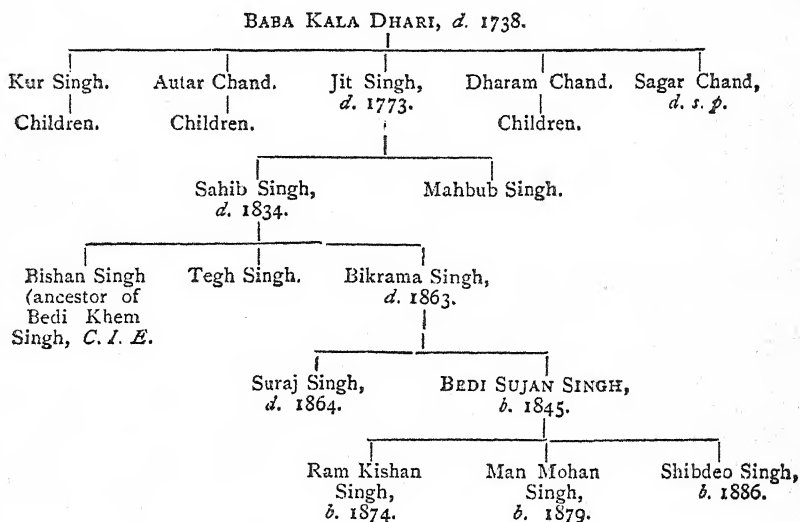 BABA KALA DHARI, d. 1738.
Kur Singh. Autar Chand. Jit Singh, Dharam Chand. Sagar Chand,
d. 1773. d. s. p.
Children. Children. Children.
Sahib Singh, Mahbub Singh.
d. 1834.
Bishan Singh Tegh Singh. Bikrama Singh,
(ancestor of d. 1863.
Bedi Khem
Singh, C. I. E.
Suraj Singh, BEDI SUJAN SINGH,
d. 1864. b. 1845.
Ram Kishan Man Mohan Shibdeo Singh,
Singh, Singh, b. 1886.
b. 1874. b. 1879.